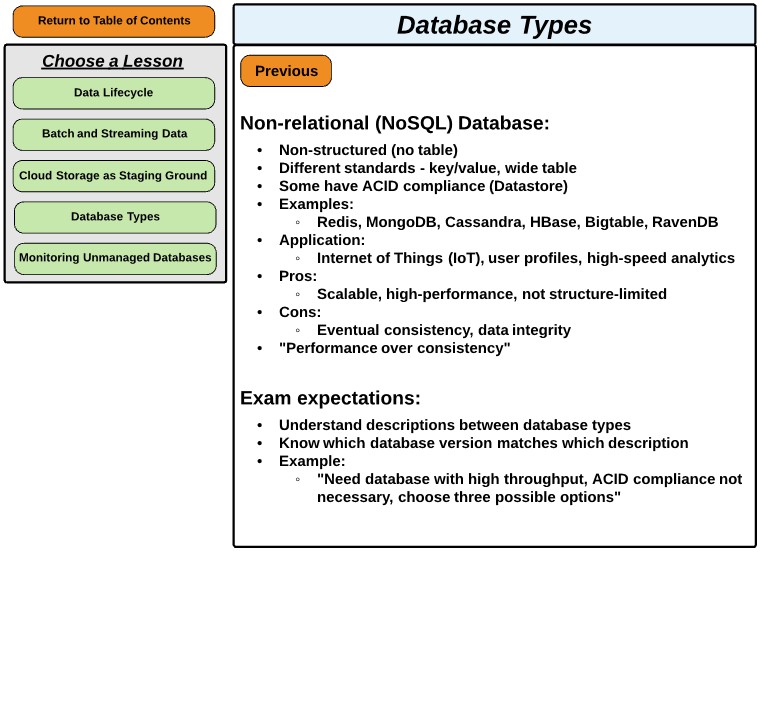 Return to Table of Contents
Choose a Lesson
Data Lifecycle
Batch and Streaming Data
Cloud Storage as Staging Ground
Database Types
Monitoring Unmanaged Databases
Database Types
Previous
Non-relational (NoSQL) Database:
• Non-structured (no table)
• Different standards - key/value, wide table
• Some have ACID compliance (Datastore)
• Examples:
◦ Redis, MongoDB, Cassandra, HBase, Bigtable, RavenDB
• Application:
◦ Internet of Things (IoT), user profiles, high-speed analytics
• Pros:
◦ Scalable, high-performance, not structure-limited
• Cons:
◦ Eventual consistency, data integrity
• "Performance over consistency"
Exam expectations:
• Understand descriptions between database types
• Know which database version matches which description
• Example:
◦ "Need database with high throughput, ACID compliance not
necessary, choose three possible options"